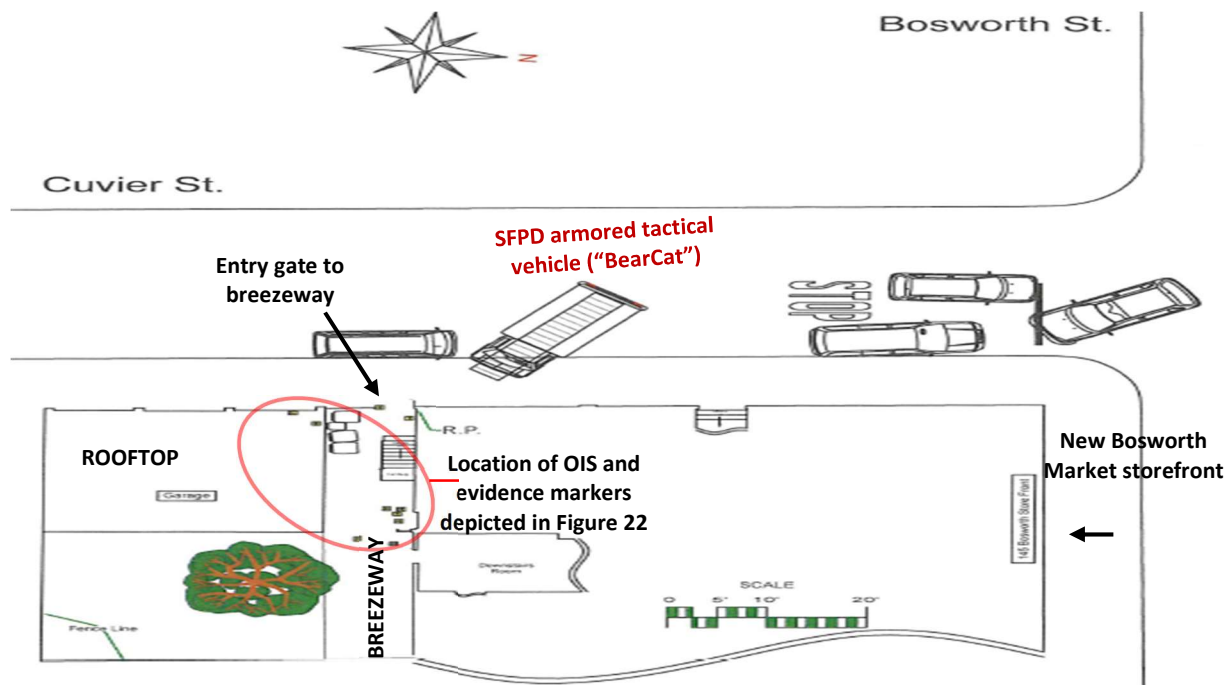 Bosworth St.
N
Cuvier St.
SFPD armored tactical
vehicle (“BearCat”)
Entry gate to
breezeway
STOP
R.P.
New Bosworth
Market storefront
ROOFTOP
Garage
Location of OIS and
evidence markers
depicted in Figure 22
145 Bosworth Store Front
BREEZEWAY
Downstairs
Room
SCALE
0 5' 10' 20'
Fence Line